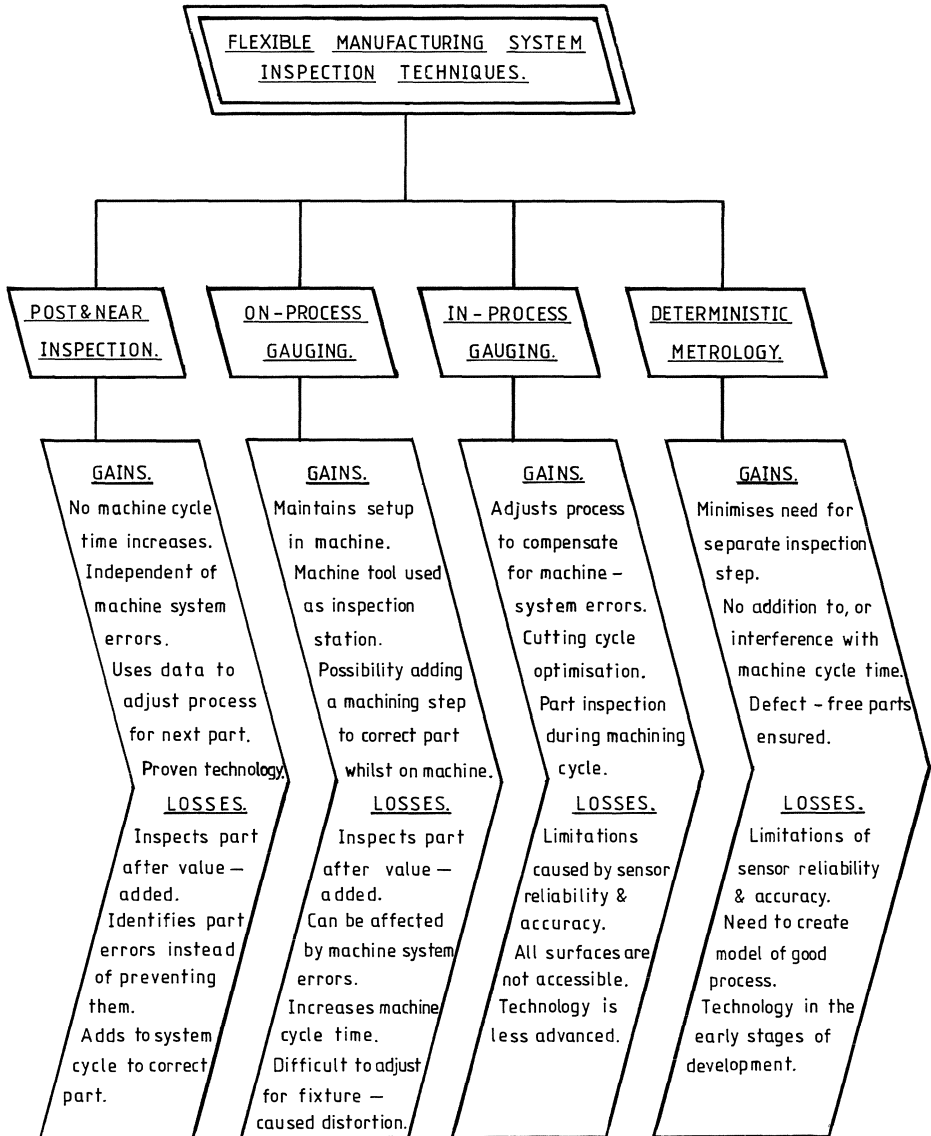 FLEXIBLE MANUFACTURING SYSTEM
INSPECTION TECHNIQUES.
POST & NEAR
INSPECTION.
ON-PROCESS
GAUGING.
IN-PROCESS
GAUGING.
DETERMINISTIC
METROLOGY.
GAINS.
No machine cycle
time increases.
Independent of
machine system
errors.
Uses data to
adjust process
for next part.
Proven technology.
LOSSES.
Inspects part
after value –
added.
Identifies part
errors instead
of preventing
them.
Adds to system
cycle to correct
part.
GAINS.
Maintains setup
in machine.
Machine tool used
as inspection
station.
Possibility adding
a machining step
to correct part
whilst on machine.
LOSSES.
Inspects part
after value –
added.
Can be affected
by machine system
errors.
Increases machine
cycle time.
Difficult to adjust
for fixture –
caused distortion.
GAINS.
Adjusts process
to compensate
for machine –
system errors.
Cutting cycle
optimisation.
Part inspection
during machining
cycle.
LOSSES.
Limitations
caused by sensor
reliability &
accuracy.
All surfaces are
not accessible.
Technology is
less advanced.
GAINS.
Minimises need for
separate inspection
step.
No addition to, or
interference with
machine cycle time.
Defect – free parts
ensured.
LOSSES.
Limitations of
sensor reliability
& accuracy.
Need to create
model of good
process.
Technology in the
early stages of
development.